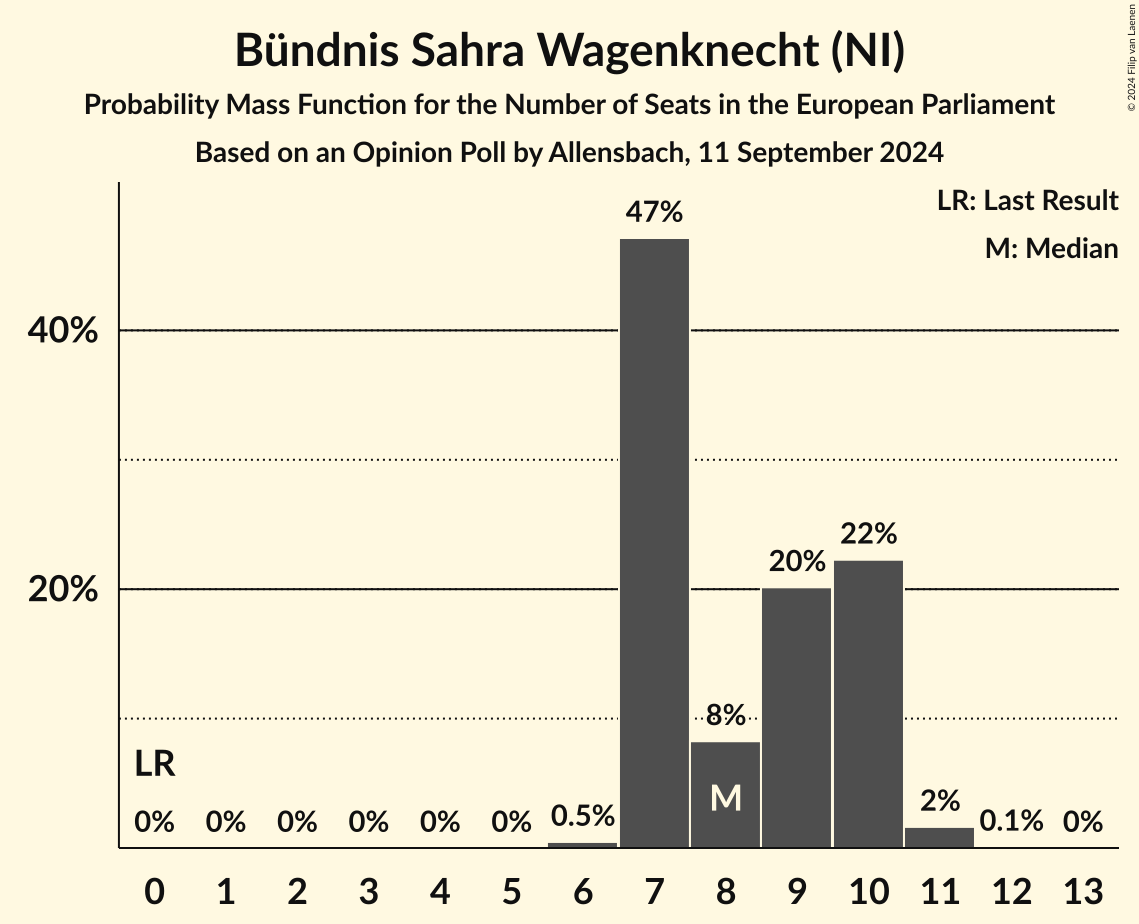 Bündnis Sahra Wagenknecht (NI)
Probability Mass Function for the Number of Seats in the European Parliament
Based on an Opinion Poll by Allensbach, 11 September 2024
© 2024 Filip van Laenen
LR: Last Result
M: Median
47%
40%
22%
20%
20%
8%
LR
M
0% 0% 0% 0% 0% 0% 0.5% 2% 0.1% 0%
0 1 2 3 4 5 6 7 8 9 10 11 12 13